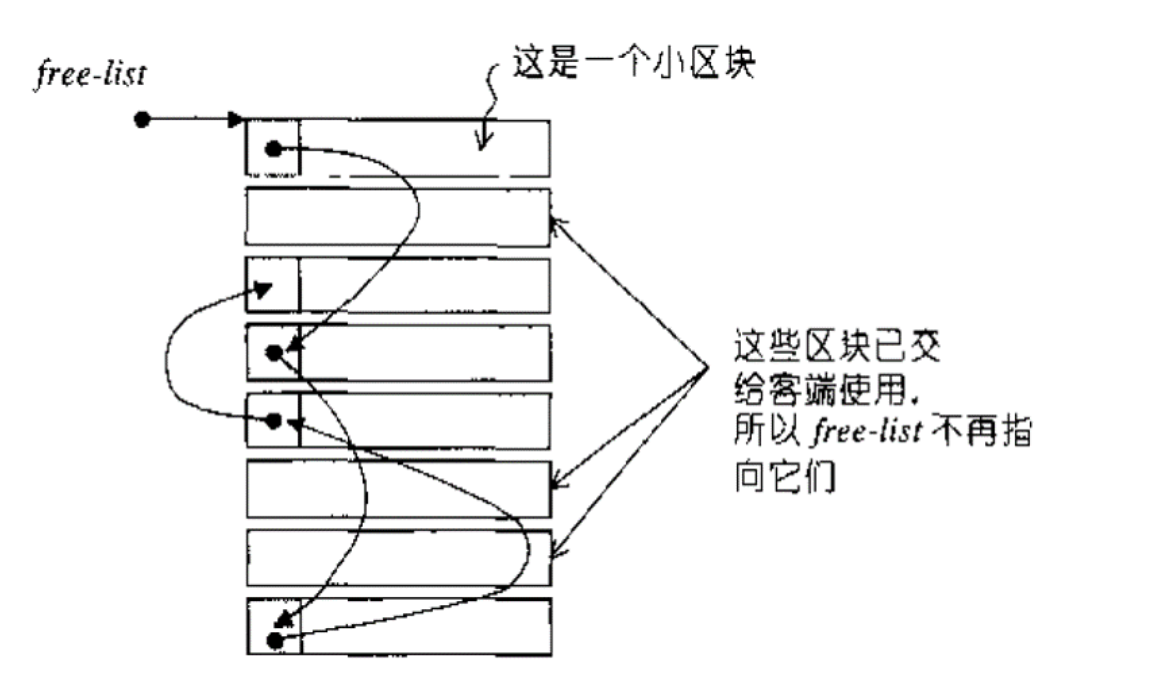 free-list
这是一个小区块
这些区块已交
给客端使用，
所以 free-list 不再指
向它们